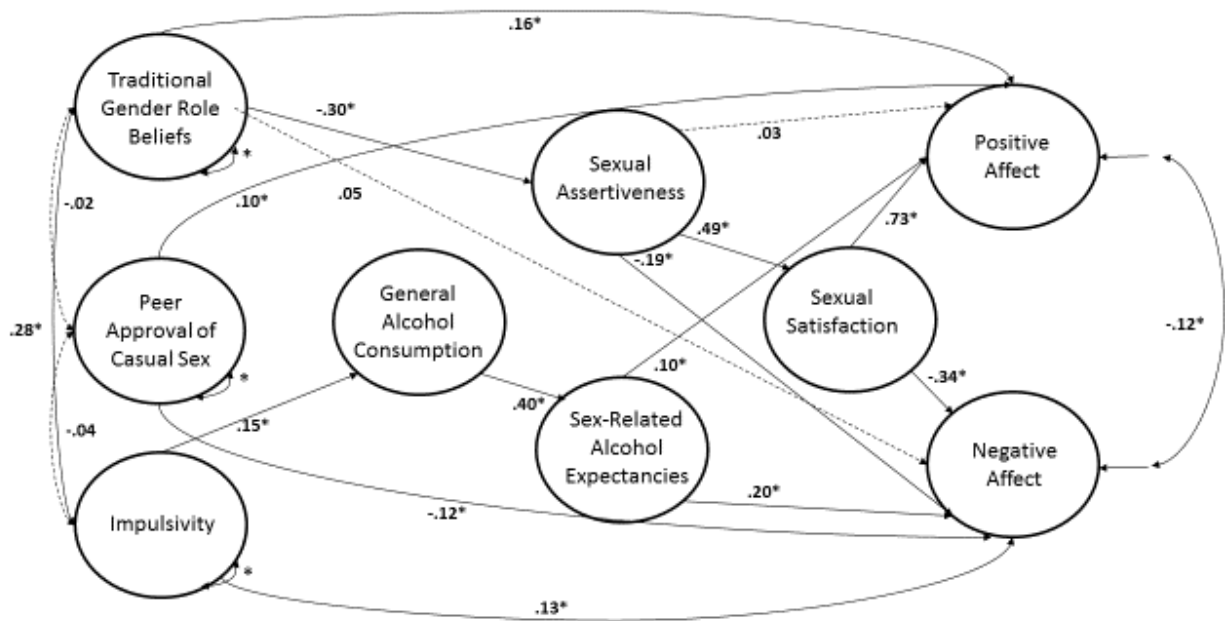 .16*
Traditional
Gender Role
Beliefs
*
-.30*
.03
Positive
Affect
Sexual
Assertiveness
-.02
.10*
.05
.49*
.73*
-.19*
General
Alcohol
Consumption
Sexual
Satisfaction
Peer
Approval of
Casual Sex
*
.28*
-.12*
.10*
-.34*
.40*
Sex-Related
Alcohol
Expectancies
-.04
.15*
Negative
Affect
.20*
-.12*
Impulsivity
*
.13*